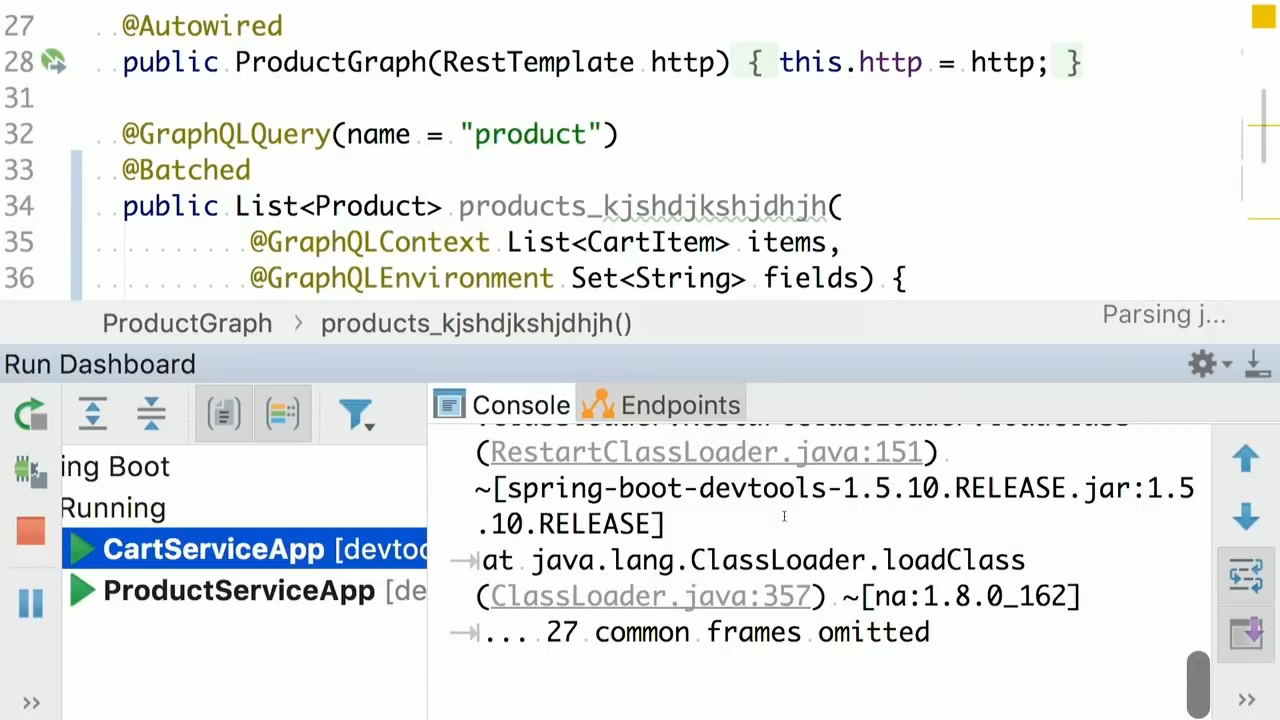 27 @Autowired
28 public ProductGraph(RestTemplate http) { this.http = http; }
31
32 @GraphQLQuery(name = "product")
33 @Batched
34 public List<Product> products_kjshdjkshjdhjh(
35 @GraphQLContext List<CartItem> items,
36 @GraphQLEnvironment Set<String> fields) {
ProductGraph › products_kjshdjkshjdhjh()
Parsing j...
Run Dashboard
Console
Endpoints
ing Boot
Running
CartServiceApp [devtoo
ProductServiceApp [de
(RestartClassLoader.java:151)
~[spring-boot-devtools-1.5.10.RELEASE.jar:1.5
.10.RELEASE]
at java.lang.ClassLoader.loadClass
(ClassLoader.java:357) ~[na:1.8.0_162]
... 27 common frames omitted